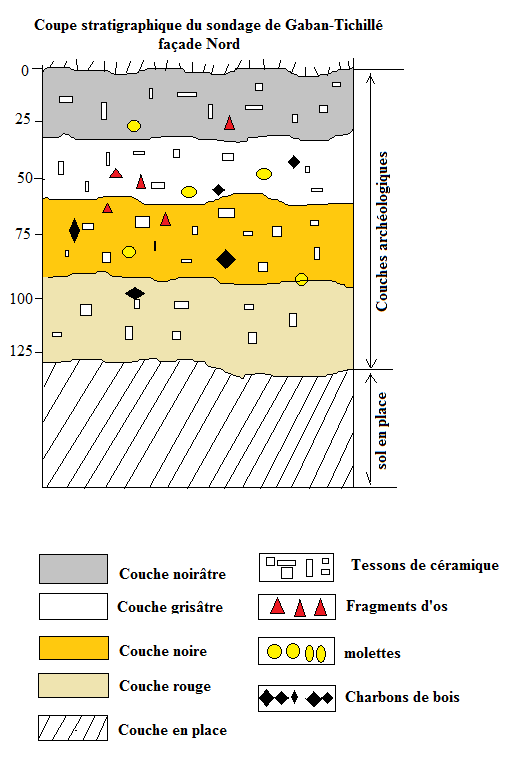 Coupe stratigraphique du sondage de Gaban-Tichillé
façade Nord
0
25
50
75
100
125
Couches archéologiques
sol en place
Couche noirâtre
Couche grisâtre
Couche noire
Couche rouge
Couche en place
Tessons de céramique
Fragments d'os
molettes
Charbons de bois